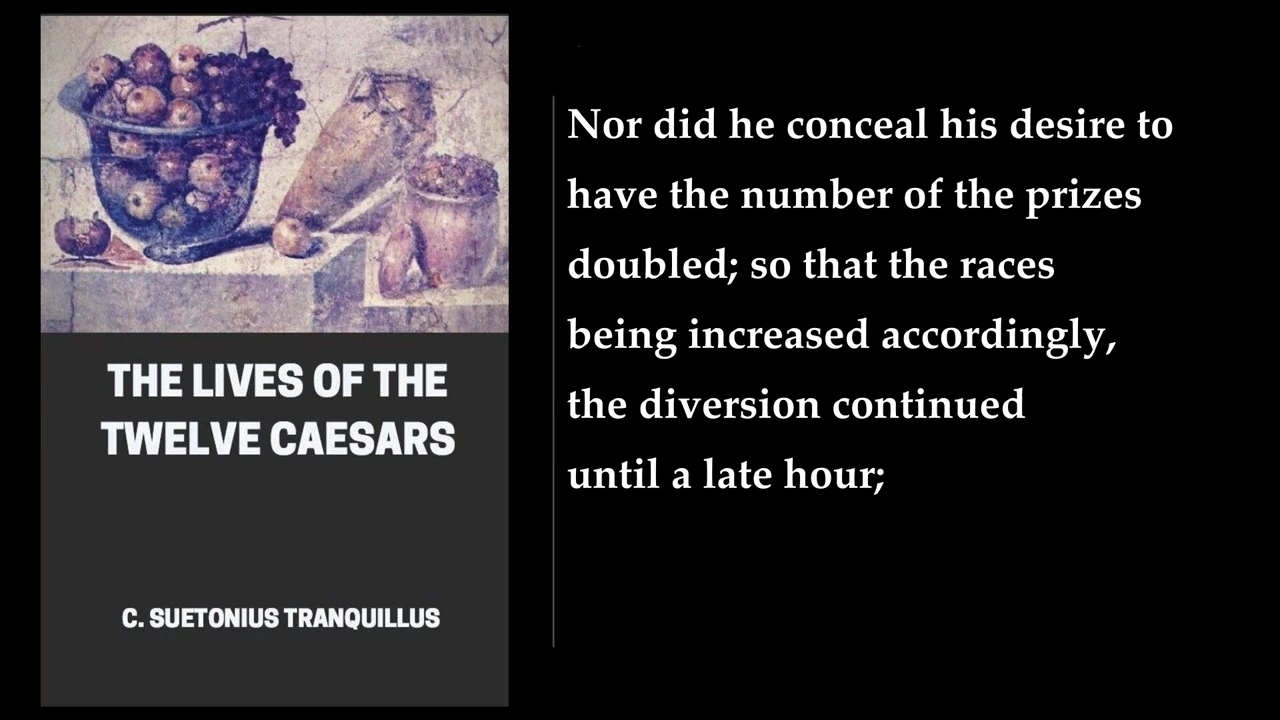 THE LIVES OF THE
TWELVE CAESARS
C. SUETONIUS TRANQUILLUS
Nor did he conceal his desire to
have the number of the prizes
doubled; so that the races
being increased accordingly,
the diversion continued
until a late hour;